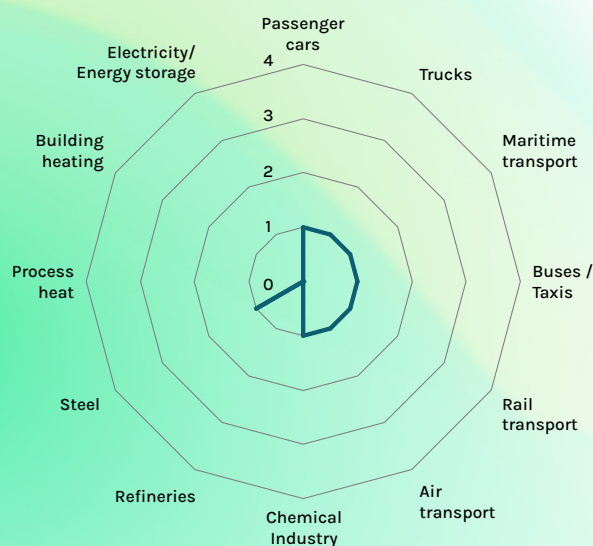 Passenger
cars
Electricity/
Energy storage
Trucks
4
3
2
1
0
Building
heating
Maritime
transport
Process
heat
Buses /
Taxis
Steel
Rail
transport
Refineries
Air
transport
Chemical
Industry